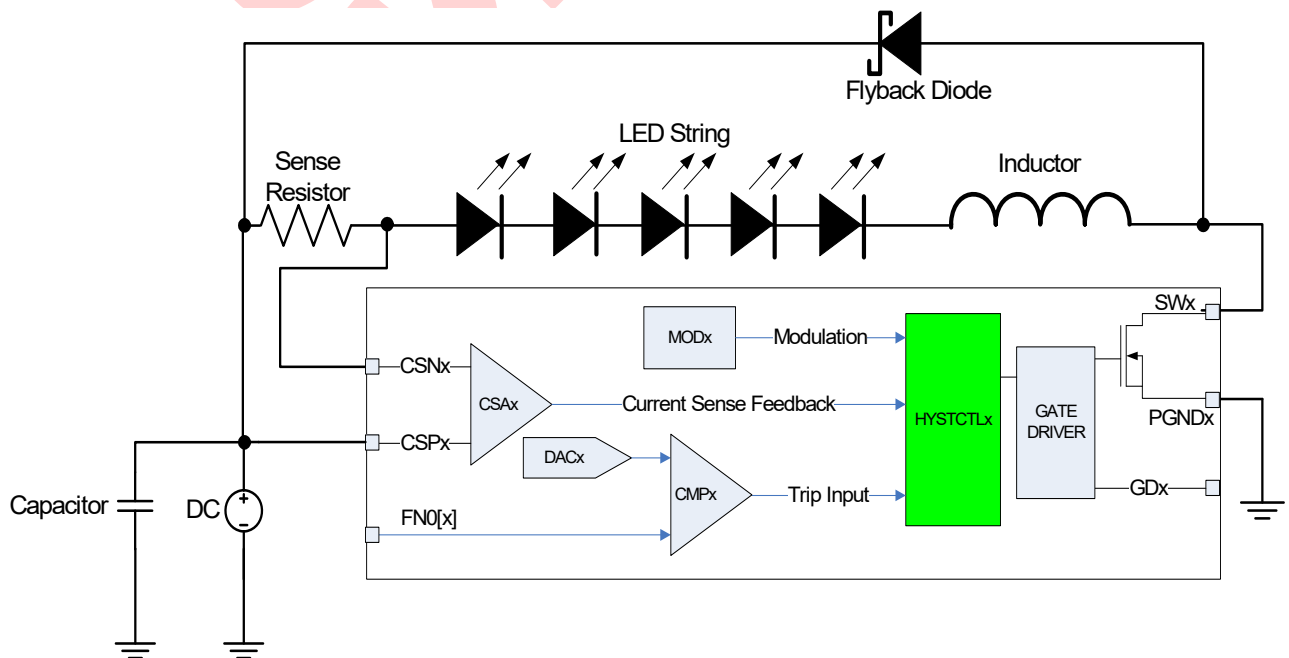 Flyback Diode
LED String
Sense
Resistor
Inductor
SWx
MODx
Modulation
CSNx
CSAx
Current Sense Feedback
HYSTCTLx
GATE
DRIVER
PGNDx
CSPx
DACx
CMPx
Trip Input
GDx
Capacitor
DC
FN0[x]